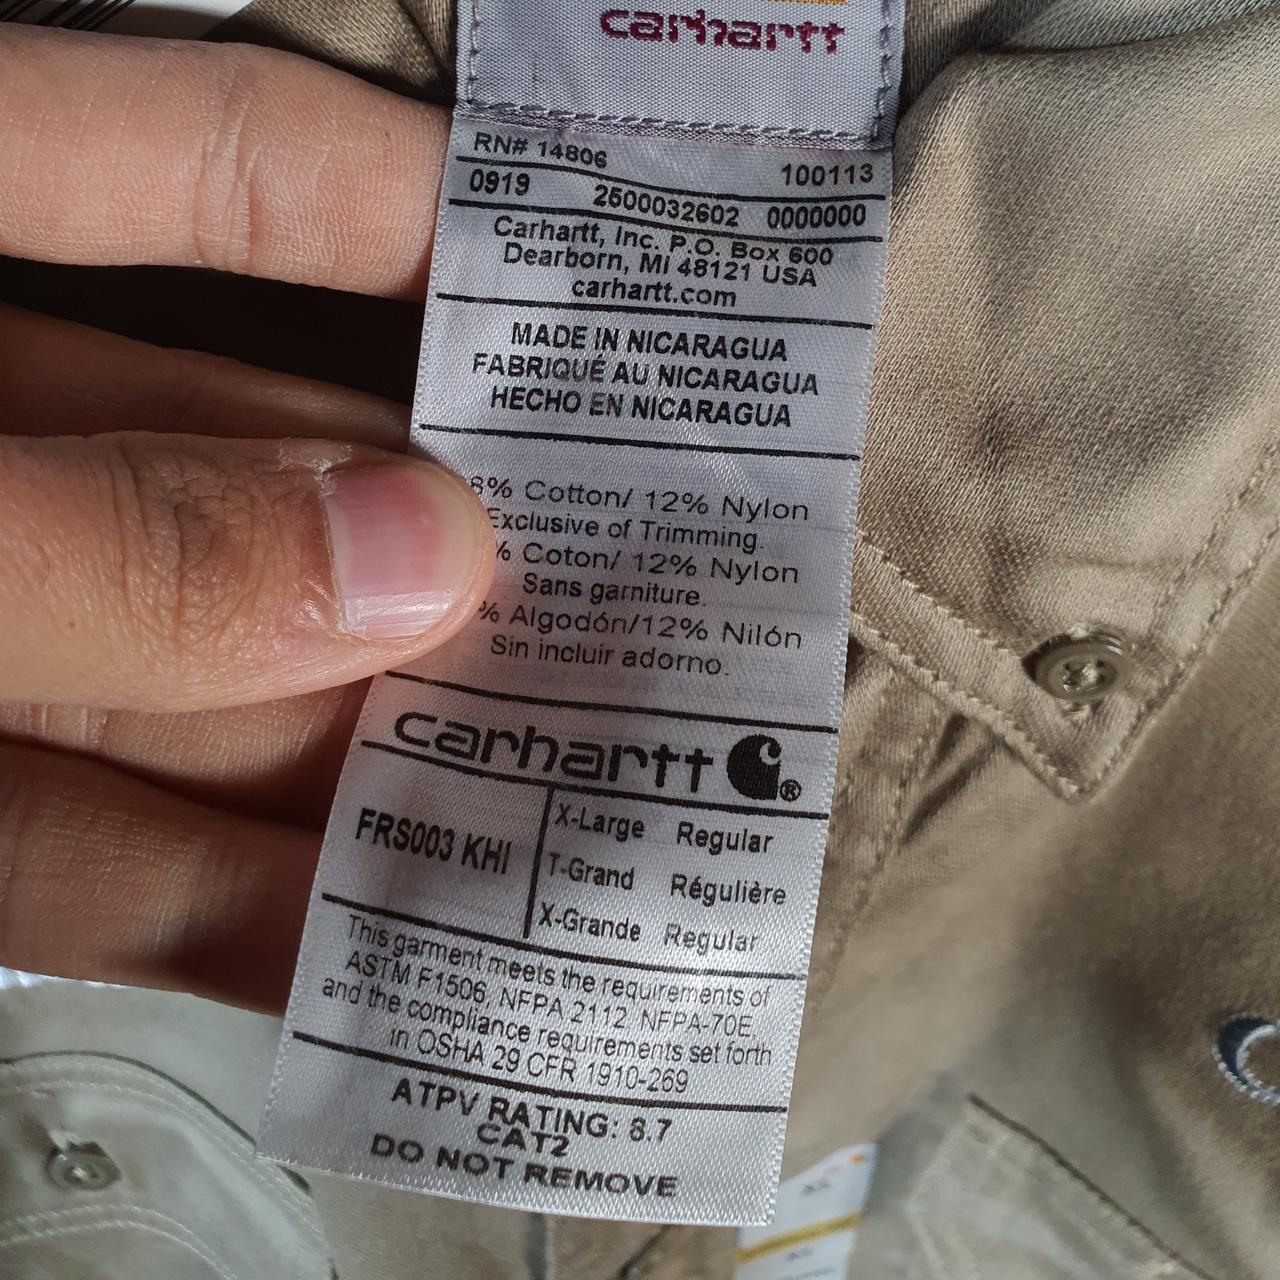 carhartt
RN# 14806 100113
0919 2500032602 0000000
Carhartt, Inc. P.O. Box 600
Dearborn, MI 48121 USA
carhartt.com
MADE IN NICARAGUA
FABRIQUÉ AU NICARAGUA
HECHO EN NICARAGUA
8% Cotton/ 12% Nylon
Exclusive of Trimming.
% Coton/ 12% Nylon
Sans garniture.
% Algodón/12% Nilón
Sin incluir adorno.
carhartt ®
FRS003 KHI
X-Large Regular
T-Grand Régulière
X-Grande Regular
This garment meets the requirements of
ASTM F1506, NFPA 2112, NFPA-70E,
and the compliance requirements set forth
in OSHA 29 CFR 1910-269
ATPV RATING: 8.7
CAT2
DO NOT REMOVE
XL